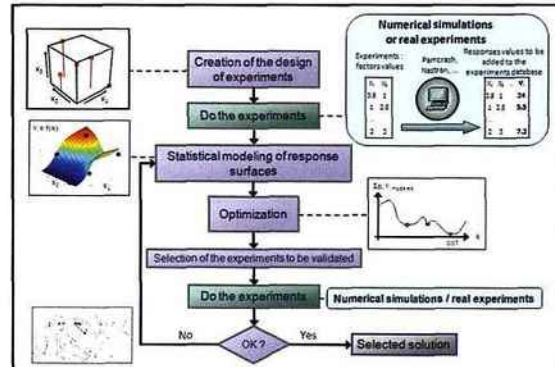 Numerical simulations
or real experiments
Experiments :
factors values
Pamcrash,
Nastran, ...
Responses values to be
added to the
experiments database
Creation of the design
of experiments
Do the experiments
Statistical modeling of response
surfaces
Optimization
Selection of the experiments to be validated
Do the experiments
Numerical simulations / real experiments
No
OK ?
Yes
Selected solution